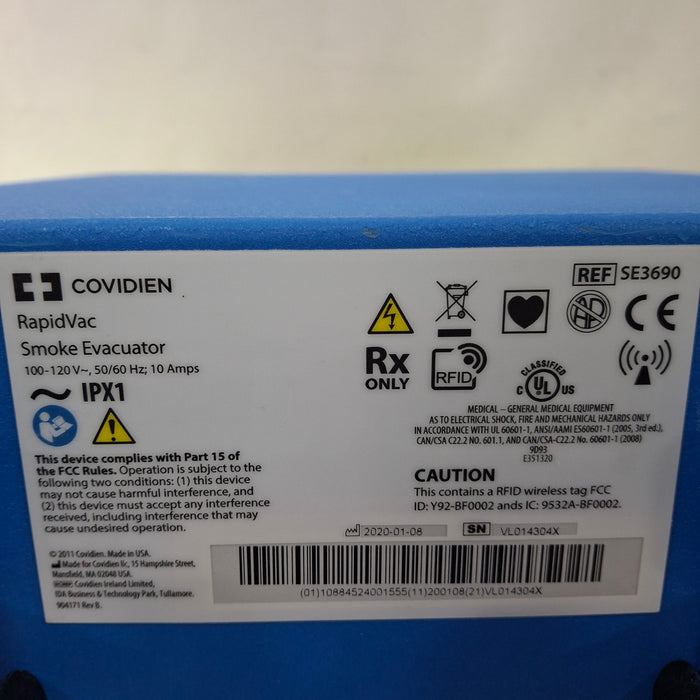 COVIDIEN
RapidVac
Smoke Evacuator
100-120 V~, 50/60 Hz; 10 Amps
IPX1
This device complies with Part 15 of
the FCC Rules. Operation is subject to the
following two conditions: (1) this device
may not cause harmful interference, and
(2) this device must accept any interference
received, including interference that may
cause undesired operation.
© 2011 Covidien. Made in USA.
Made for Covidien llc, 15 Hampshire Street,
Mansfield, MA 02048 USA.
Covidien Ireland Limited,
IDA Business & Technology Park, Tullamore.
904171 Rev B.
REF SE3690
CE
Rx
ONLY
RFID
CLASSIFIED
C UL US
MEDICAL – GENERAL MEDICAL EQUIPMENT
AS TO ELECTRICAL SHOCK, FIRE AND MECHANICAL HAZARDS ONLY
IN ACCORDANCE WITH UL 60601-1, ANSI/AAMI ES60601-1 (2005, 3rd ed.),
CAN/CSA C22.2 NO. 601.1, AND CAN/CSA-C22.2 No. 60601-1 (2008)
9D93
E351320
CAUTION
This contains a RFID wireless tag FCC
ID: Y92-BF0002 and IC: 9532A-BF0002.
2020-01-08 SN VL014304X
(01)10884524001555(11)200108(21)VL014304X